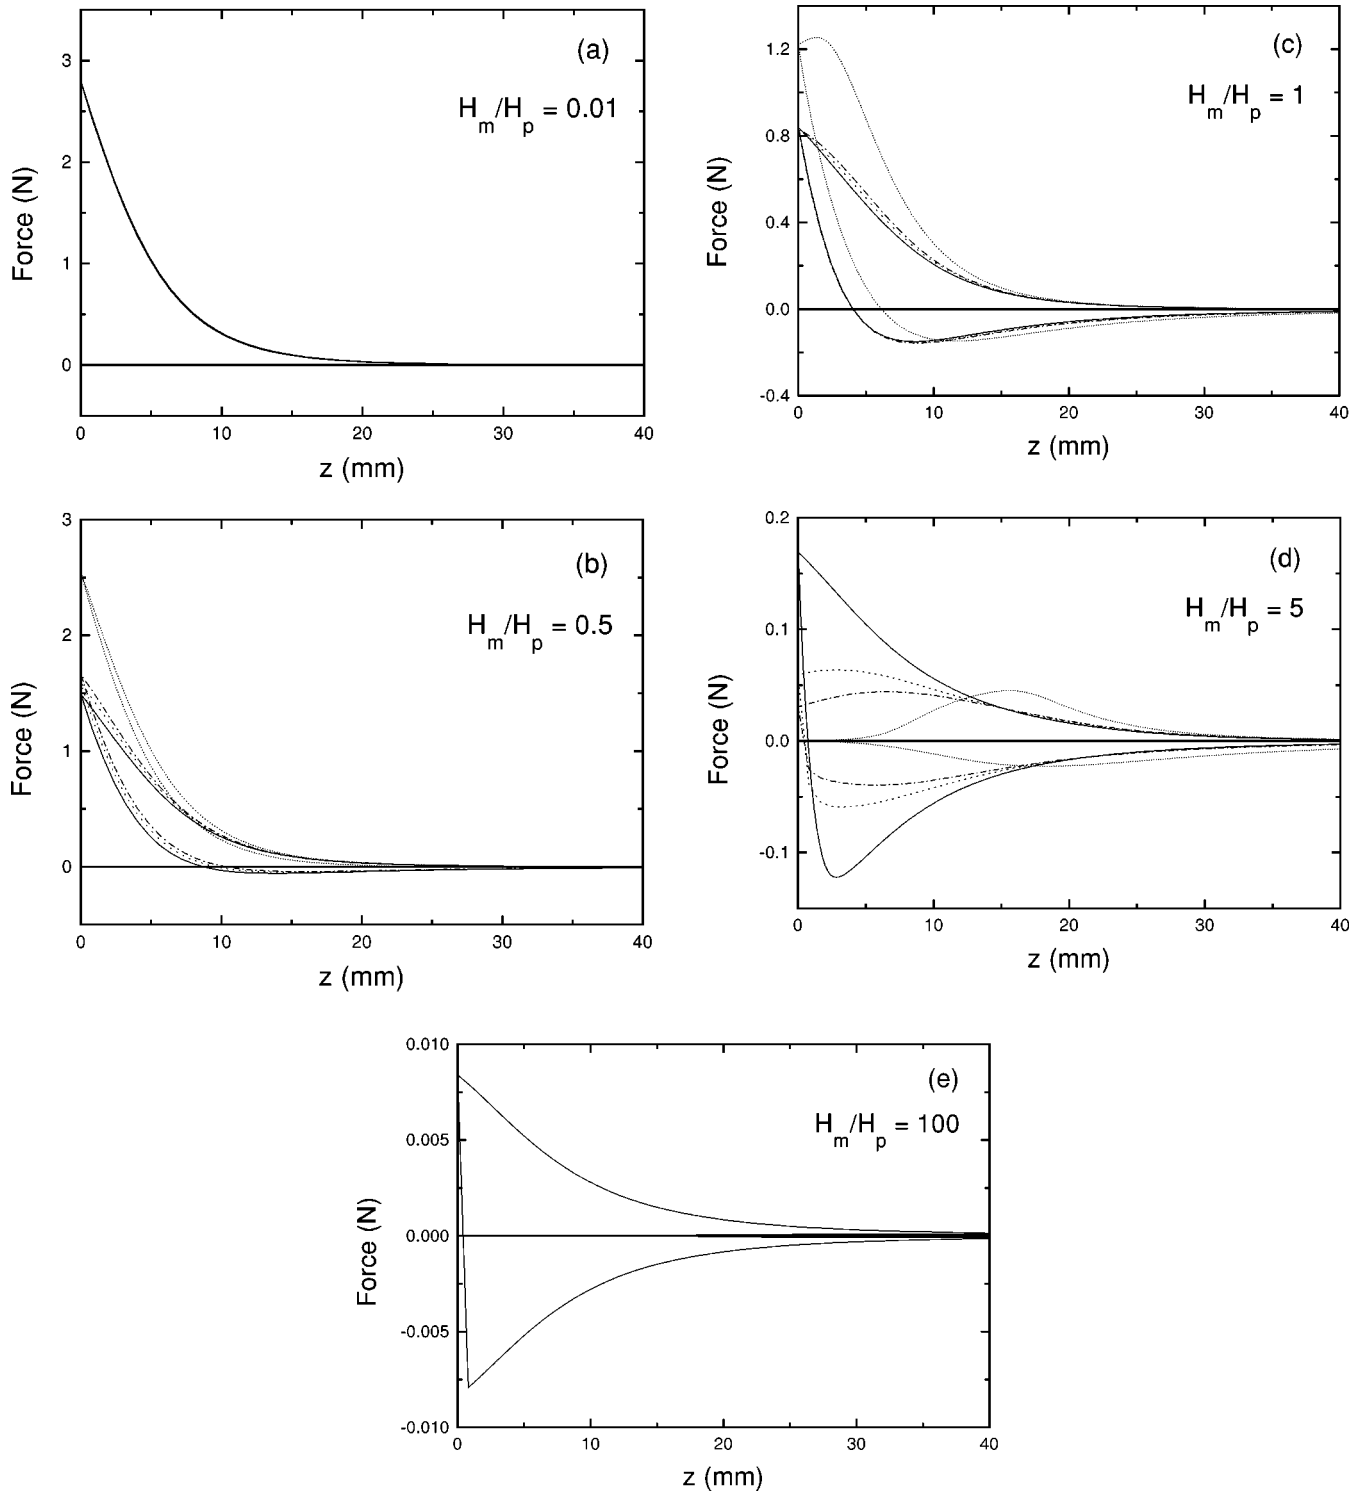 (a)
H_m/H_p = 0.01
Force (N)
3
2
1
0
0 10 20 30 40
z (mm)
(c)
H_m/H_p = 1
Force (N)
1.2
0.8
0.4
0.0
-0.4
0 10 20 30 40
z (mm)
(b)
H_m/H_p = 0.5
Force (N)
3
2
1
0
0 10 20 30 40
z (mm)
(d)
H_m/H_p = 5
Force (N)
0.2
0.1
0.0
-0.1
0 10 20 30 40
z (mm)
(e)
H_m/H_p = 100
Force (N)
0.010
0.005
0.000
-0.005
-0.010
0 10 20 30 40
z (mm)